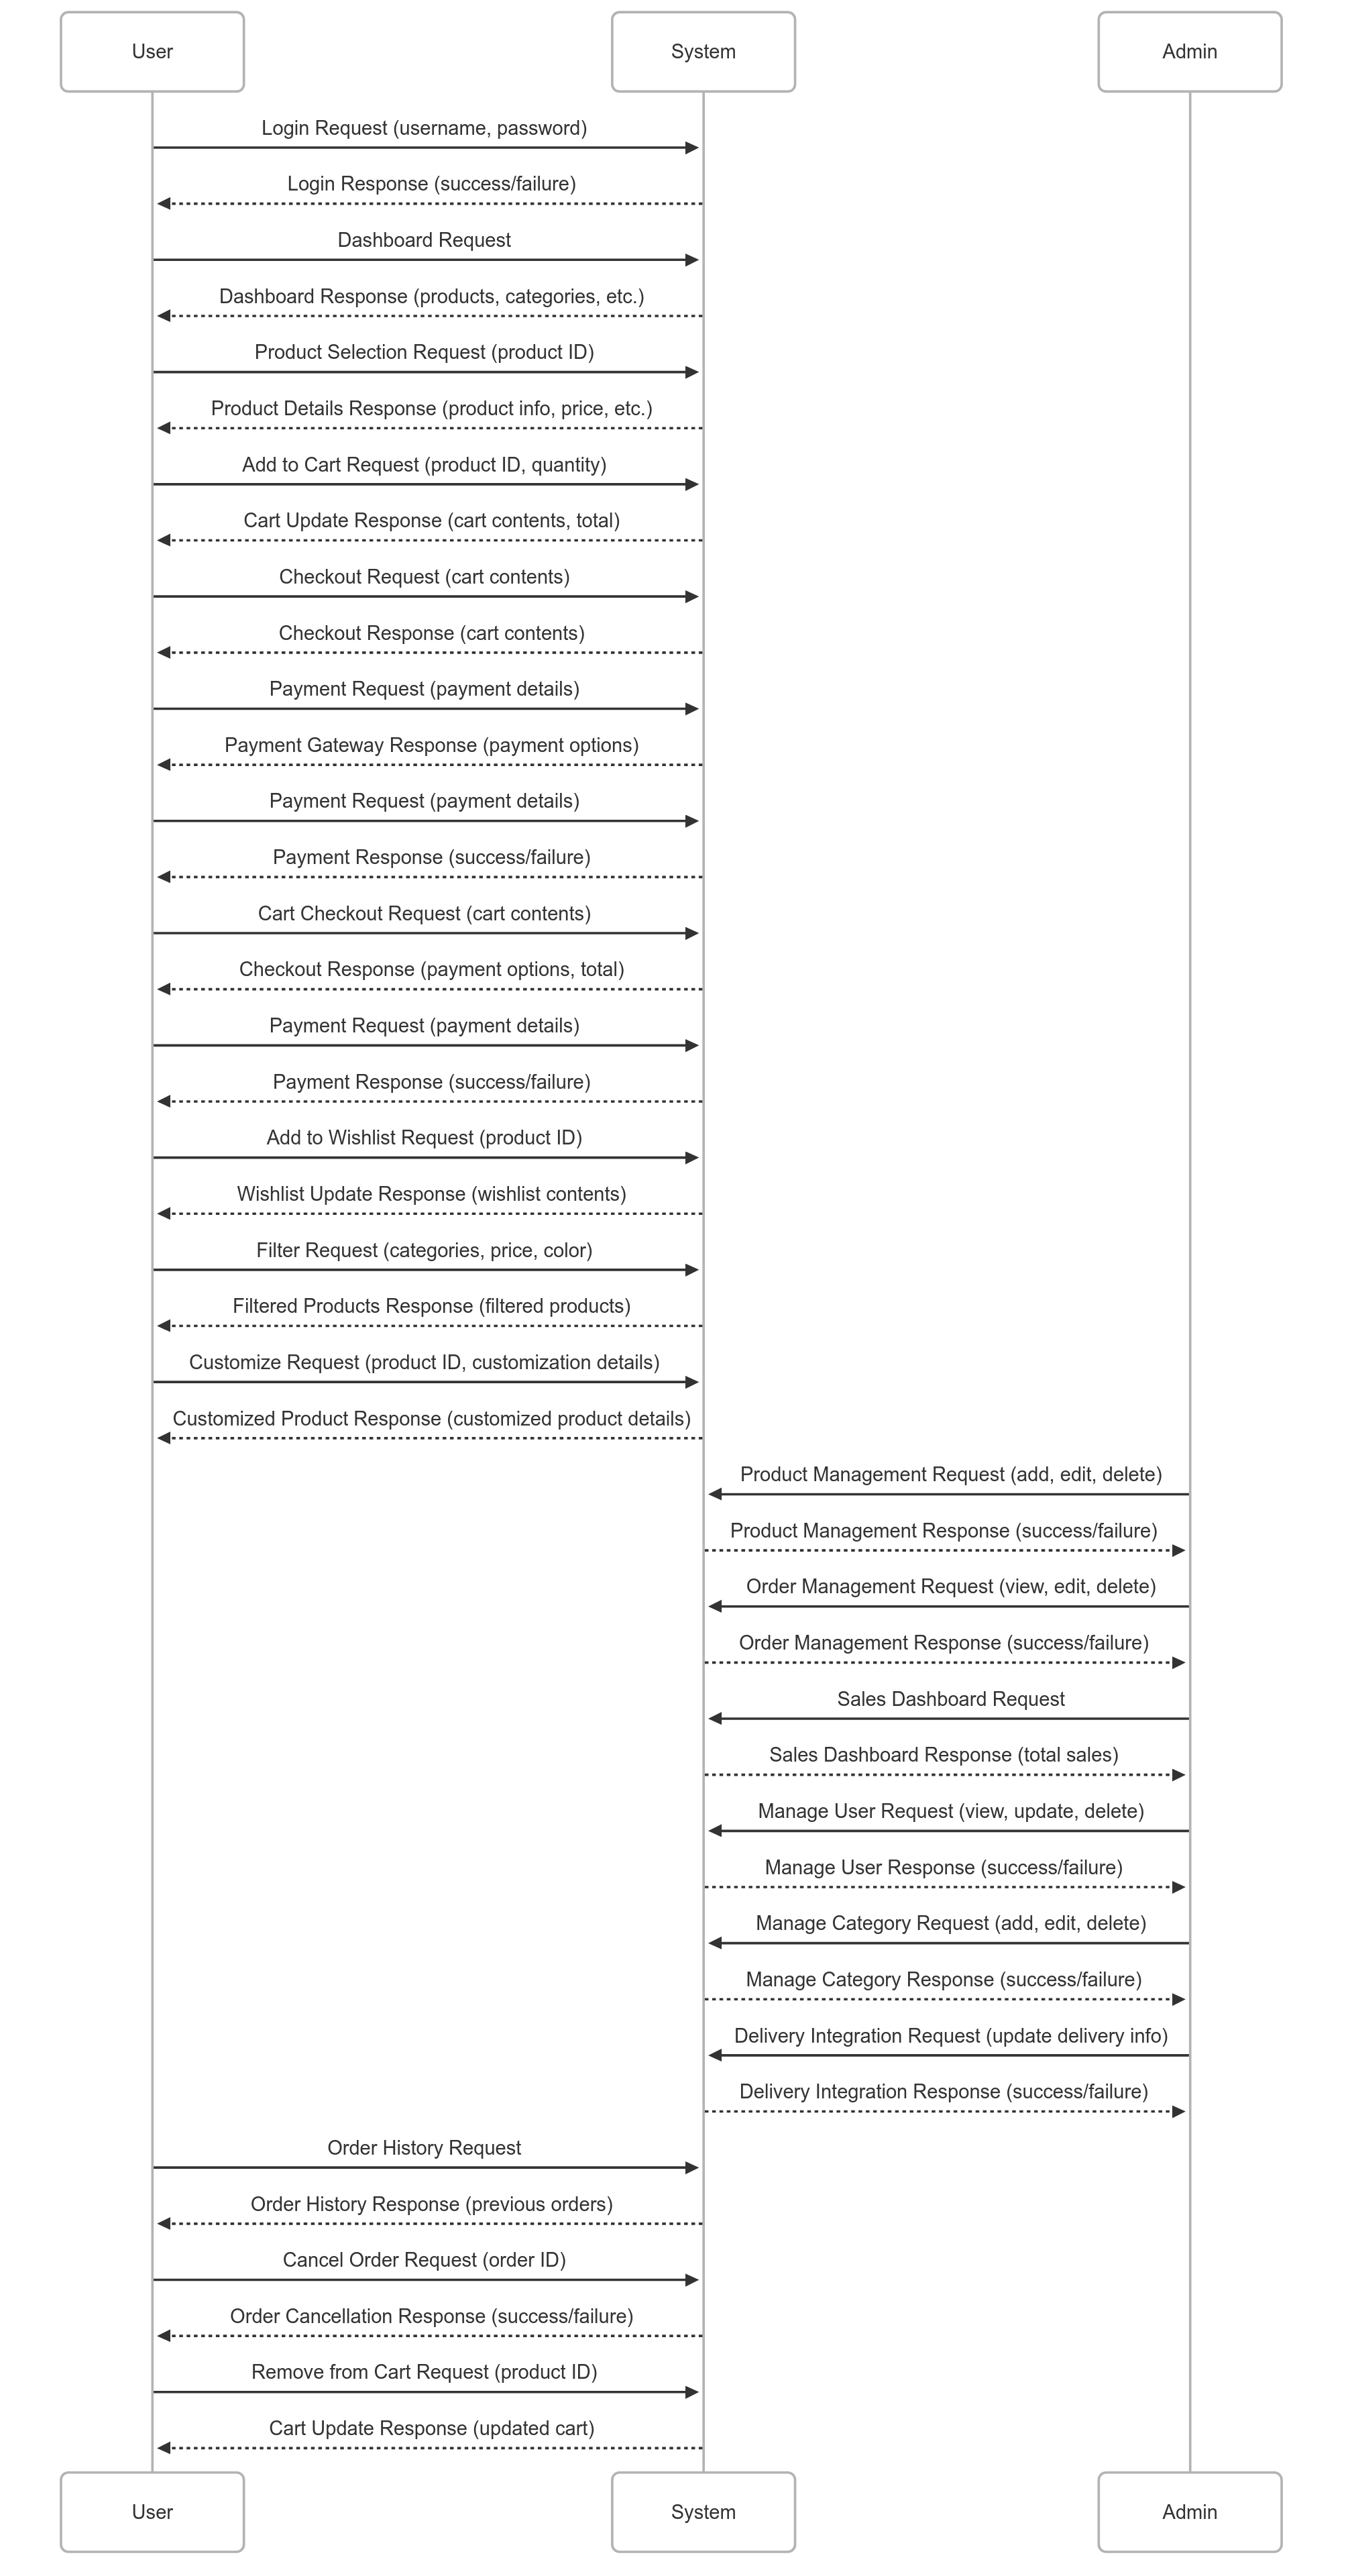 User
System
Admin
Login Request (username, password)
Login Response (success/failure)
Dashboard Request
Dashboard Response (products, categories, etc.)
Product Selection Request (product ID)
Product Details Response (product info, price, etc.)
Add to Cart Request (product ID, quantity)
Cart Update Response (cart contents, total)
Checkout Request (cart contents)
Checkout Response (cart contents)
Payment Request (payment details)
Payment Gateway Response (payment options)
Payment Request (payment details)
Payment Response (success/failure)
Cart Checkout Request (cart contents)
Checkout Response (payment options, total)
Payment Request (payment details)
Payment Response (success/failure)
Add to Wishlist Request (product ID)
Wishlist Update Response (wishlist contents)
Filter Request (categories, price, color)
Filtered Products Response (filtered products)
Customize Request (product ID, customization details)
Customized Product Response (customized product details)
Product Management Request (add, edit, delete)
Product Management Response (success/failure)
Order Management Request (view, edit, delete)
Order Management Response (success/failure)
Sales Dashboard Request
Sales Dashboard Response (total sales)
Manage User Request (view, update, delete)
Manage User Response (success/failure)
Manage Category Request (add, edit, delete)
Manage Category Response (success/failure)
Delivery Integration Request (update delivery info)
Delivery Integration Response (success/failure)
Order History Request
Order History Response (previous orders)
Cancel Order Request (order ID)
Order Cancellation Response (success/failure)
Remove from Cart Request (product ID)
Cart Update Response (updated cart)
User
System
Admin